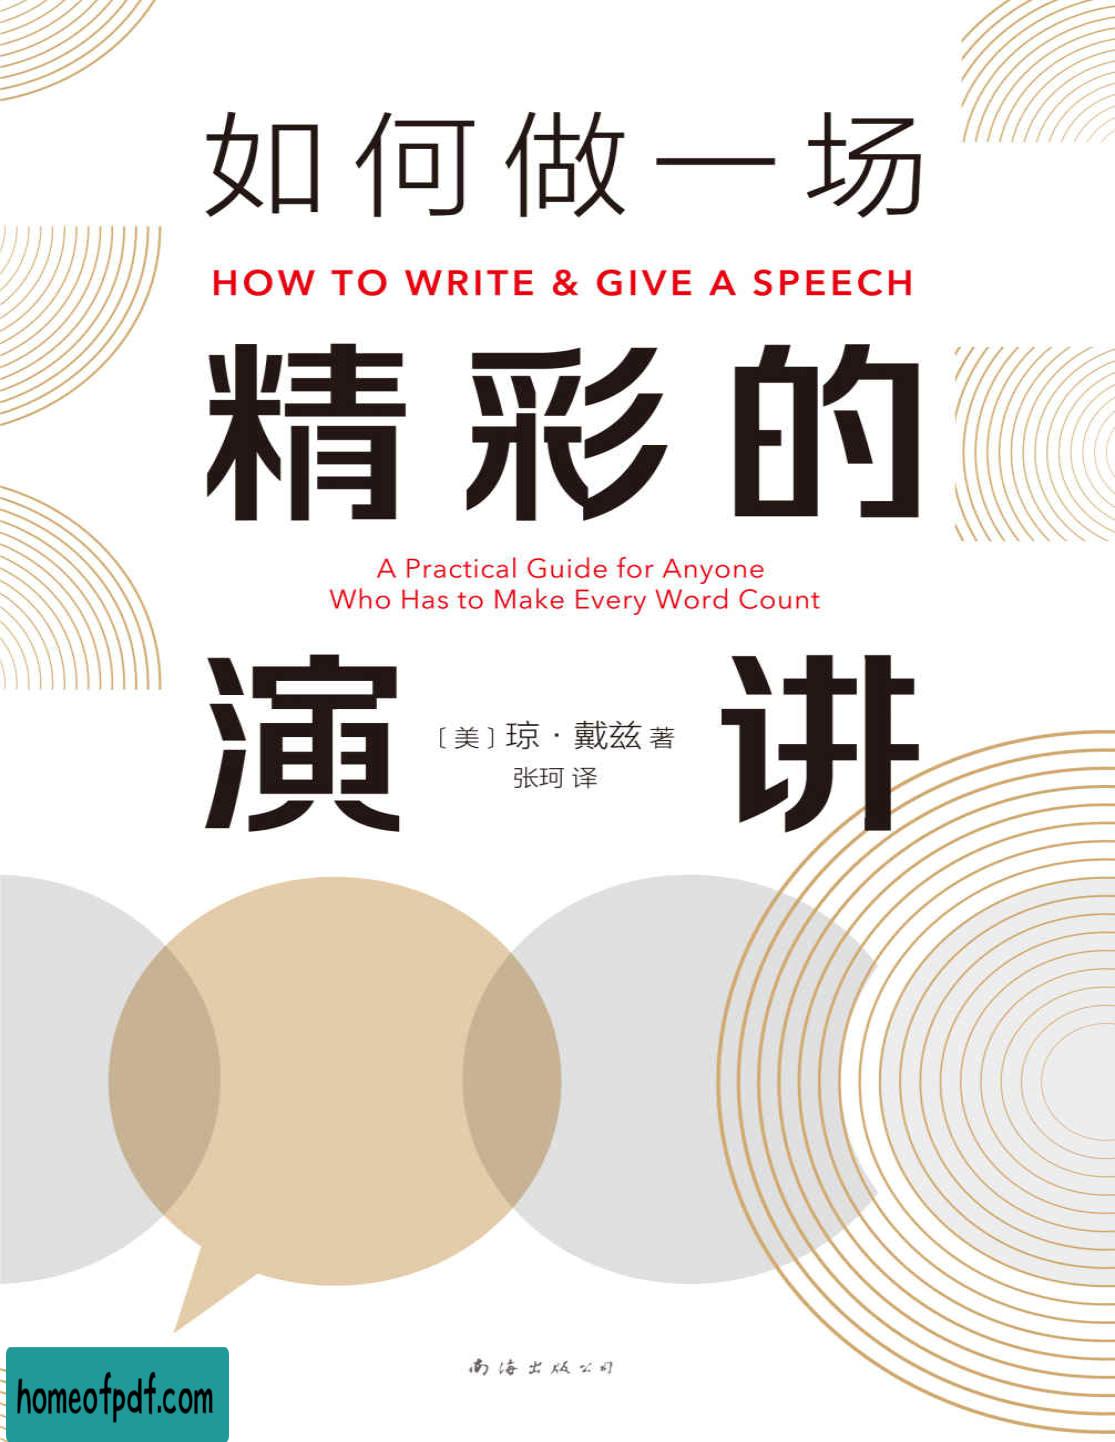 如何做一场
HOW TO WRITE & GIVE A SPEECH
精彩的
A Practical Guide for Anyone
Who Has to Make Every Word Count
演讲
〔美〕琼·戴兹 著
张珂 译
南海出版公司
homeofpdf.com